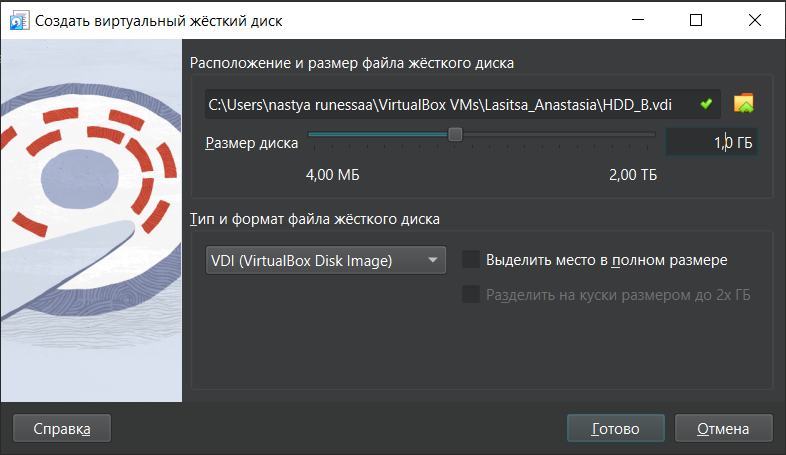 Создать виртуальный жёсткий диск
Расположение и размер файла жёсткого диска
C:\Users\nastya runessaa\VirtualBox VMs\Lasitsa_Anastasia\HDD_B.vdi
Размер диска 1,0 ГБ
4,00 МБ 2,00 ТБ
Тип и формат файла жёсткого диска
VDI (VirtualBox Disk Image) Выделить место в полном размере
Разделить на куски размером до 2х ГБ
Справка Готово Отмена